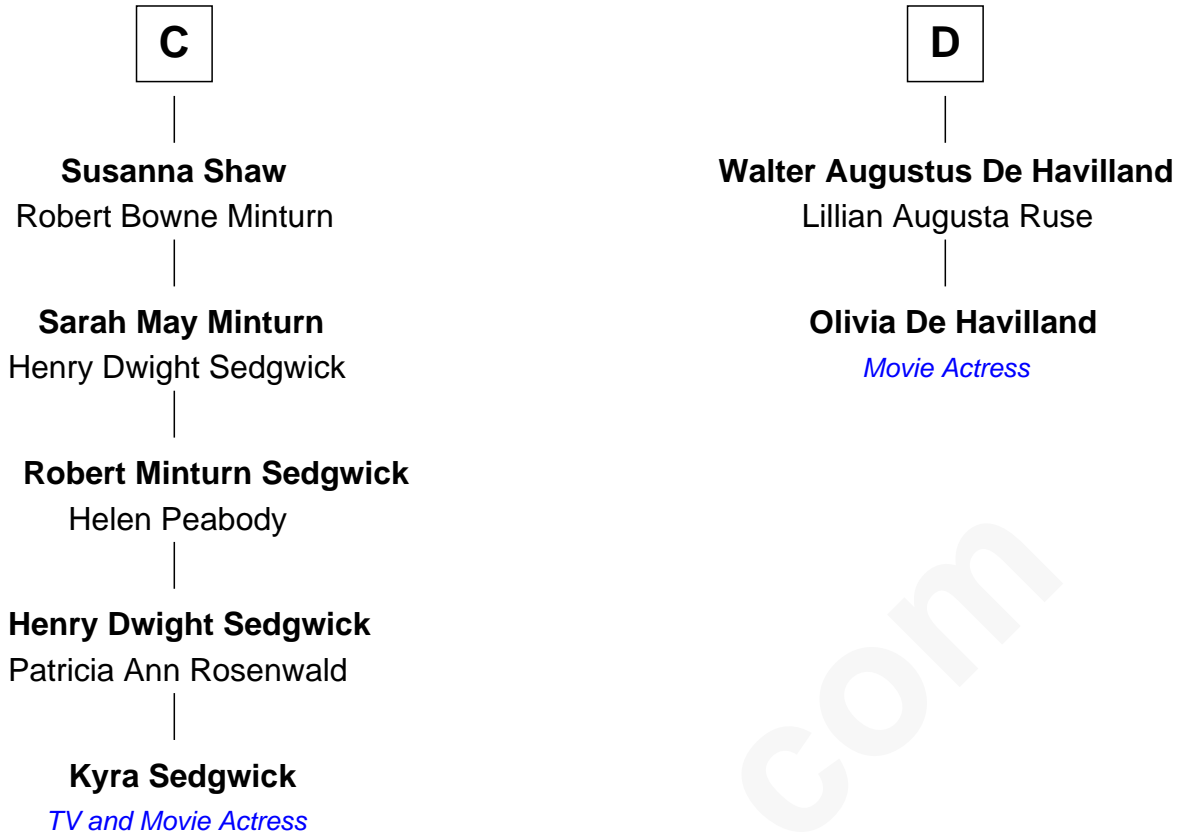 C
Susanna Shaw
Robert Bowne Minturn
Sarah May Minturn
Henry Dwight Sedgwick
Robert Minturn Sedgwick
Helen Peabody
Henry Dwight Sedgwick
Patricia Ann Rosenwald
Kyra Sedgwick
TV and Movie Actress
D
Walter Augustus De Havilland
Lillian Augusta Ruse
Olivia De Havilland
Movie Actress
com